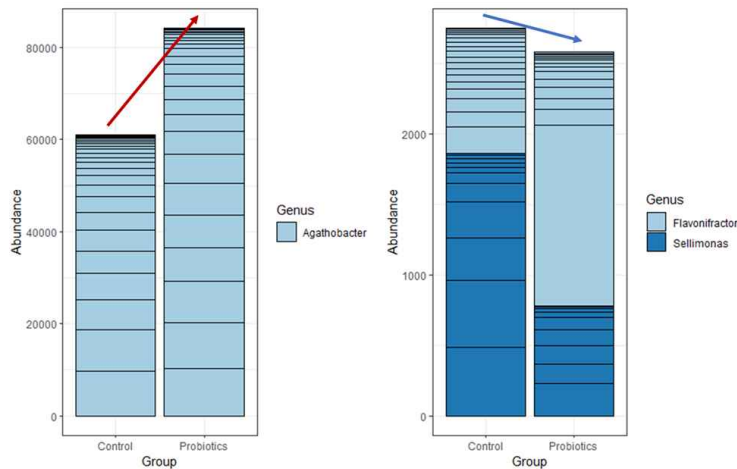 80000
60000
40000
20000
0
Abundance
Control
Probiotics
Group
Genus
Agathobacter
2000
1000
0
Abundance
Control
Probiotics
Group
Genus
Flavonifractor
Sellimonas